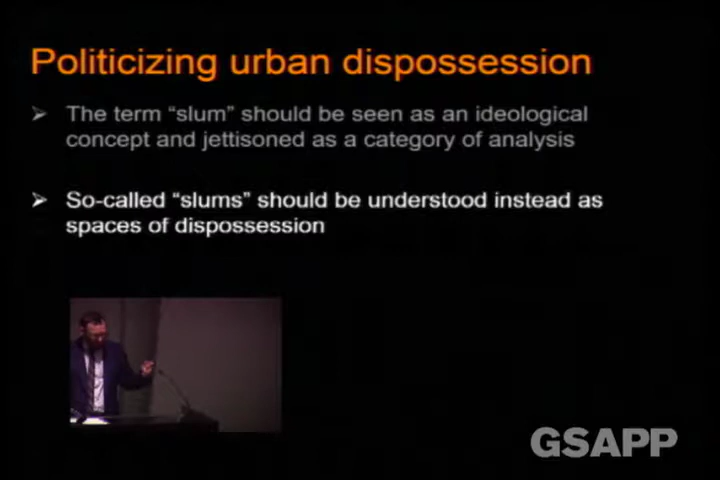 Politicizing urban dispossession
➢ The term “slum” should be seen as an ideological
concept and jettisoned as a category of analysis
➢ So-called “slums” should be understood instead as
spaces of dispossession
GSAPP